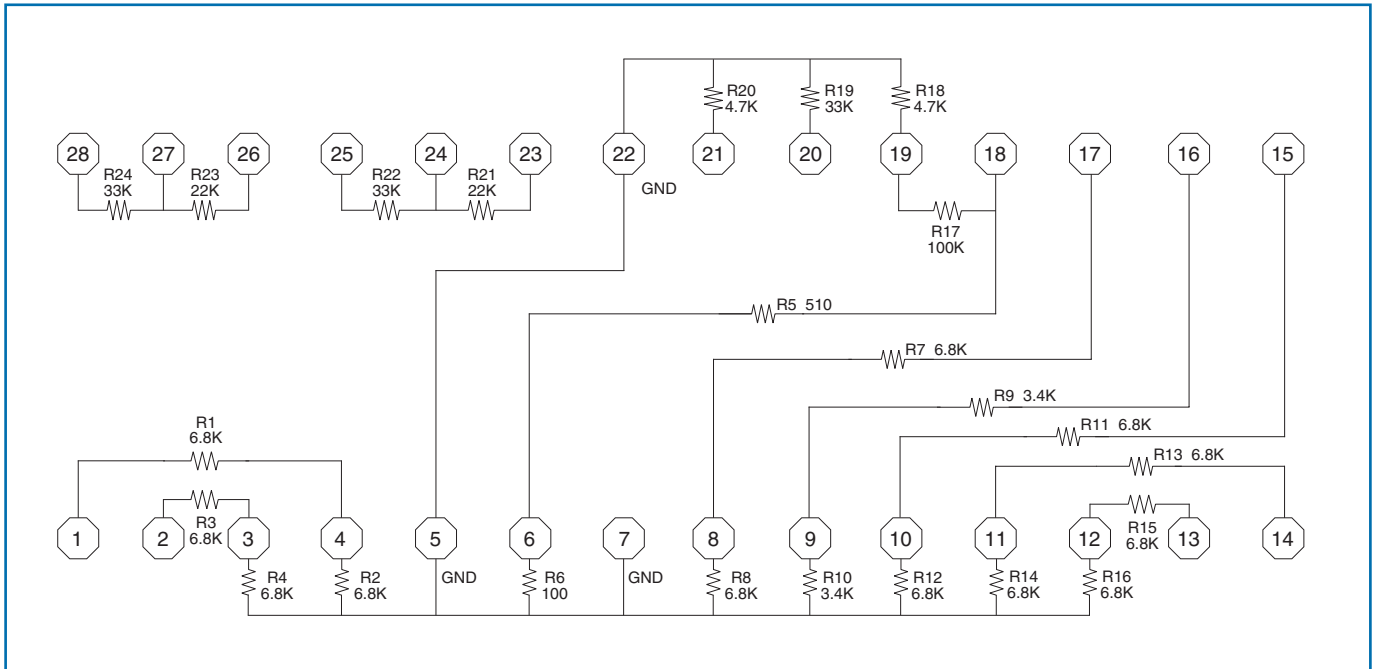 R20
4.7K
R19
33K
R18
4.7K
28
27
26
25
24
23
22
21
20
19
18
17
16
15
R24
33K
R23
22K
R22
33K
R21
22K
GND
R17
100K
R5 510
R7 6.8K
R9 3.4K
R11 6.8K
R13 6.8K
R1
6.8K
R3
6.8K
R15
6.8K
1
2
3
4
5
6
7
8
9
10
11
12
13
14
R4
6.8K
R2
6.8K
GND
R6
100
GND
R8
6.8K
R10
3.4K
R12
6.8K
R14
6.8K
R16
6.8K